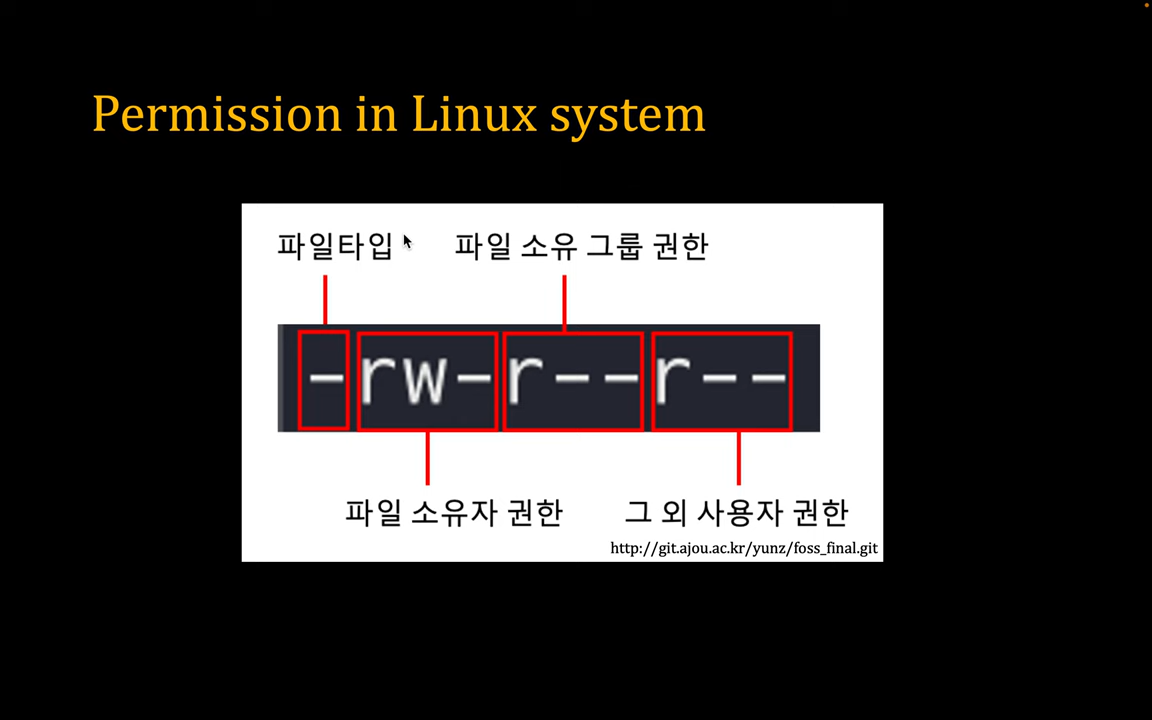 Permission in Linux system
파일타입 파일 소유 그룹 권한
-rw-r--r--
파일 소유자 권한 그 외 사용자 권한
http://git.ajou.ac.kr/yunz/foss_final.git